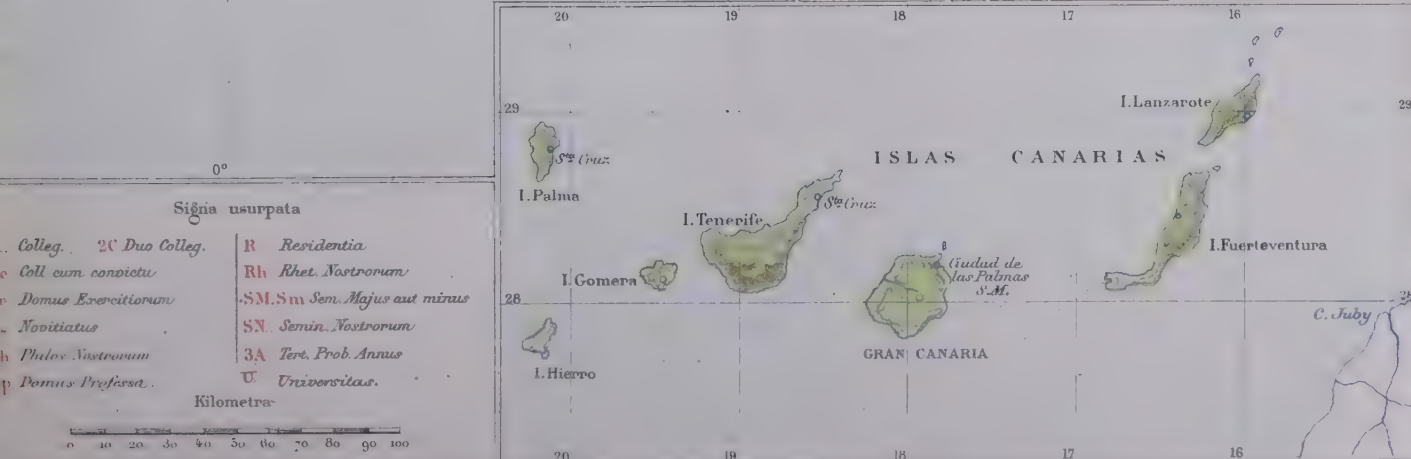 20 19 18 17 16
29 29
I. Lanzarote
ISLAS CANARIAS
Sta Cruz
I. Palma
0°
I. Tenerife
Sta Cruz
I. Fuerteventura
I. Gomera
Ciudad de
las Palmas
S.M.
28 28
C. Juby
GRAN CANARIA
I. Hierro
20 19 18 17 16
Signa usurpata
Colleg. 2C Duo Colleg.
Coll cum convictu
Domus Exercitiorum
Novitiatus
Philos Nostrorum
Domus Professa.
R Residentia
Rh Rhet. Nostrorum
SM.Sm Sem. Majus aut minus
SN. Semin. Nostrorum
3A Tert. Prob. Annus
U Universitas.
Kilometra
0 10 20 30 40 50 60 70 80 90 100